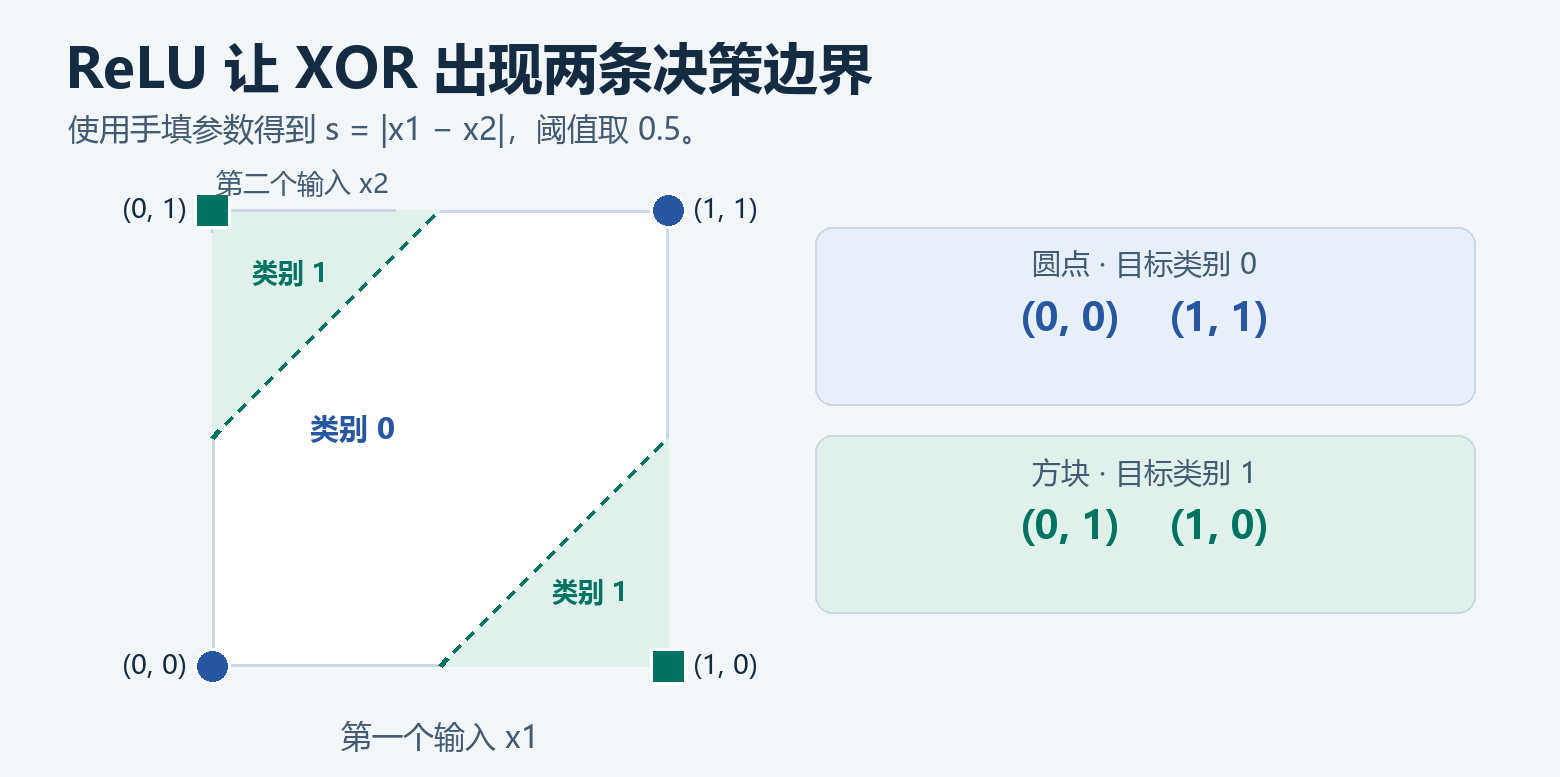 ReLU 让 XOR 出现两条决策边界
使用手填参数得到 s = |x1 − x2|，阈值取 0.5。
第二个输入 x2
(0, 1)
(1, 1)
类别 1
类别 0
类别 1
(0, 0)
(1, 0)
第一个输入 x1
圆点 · 目标类别 0
(0, 0) (1, 1)
方块 · 目标类别 1
(0, 1) (1, 0)